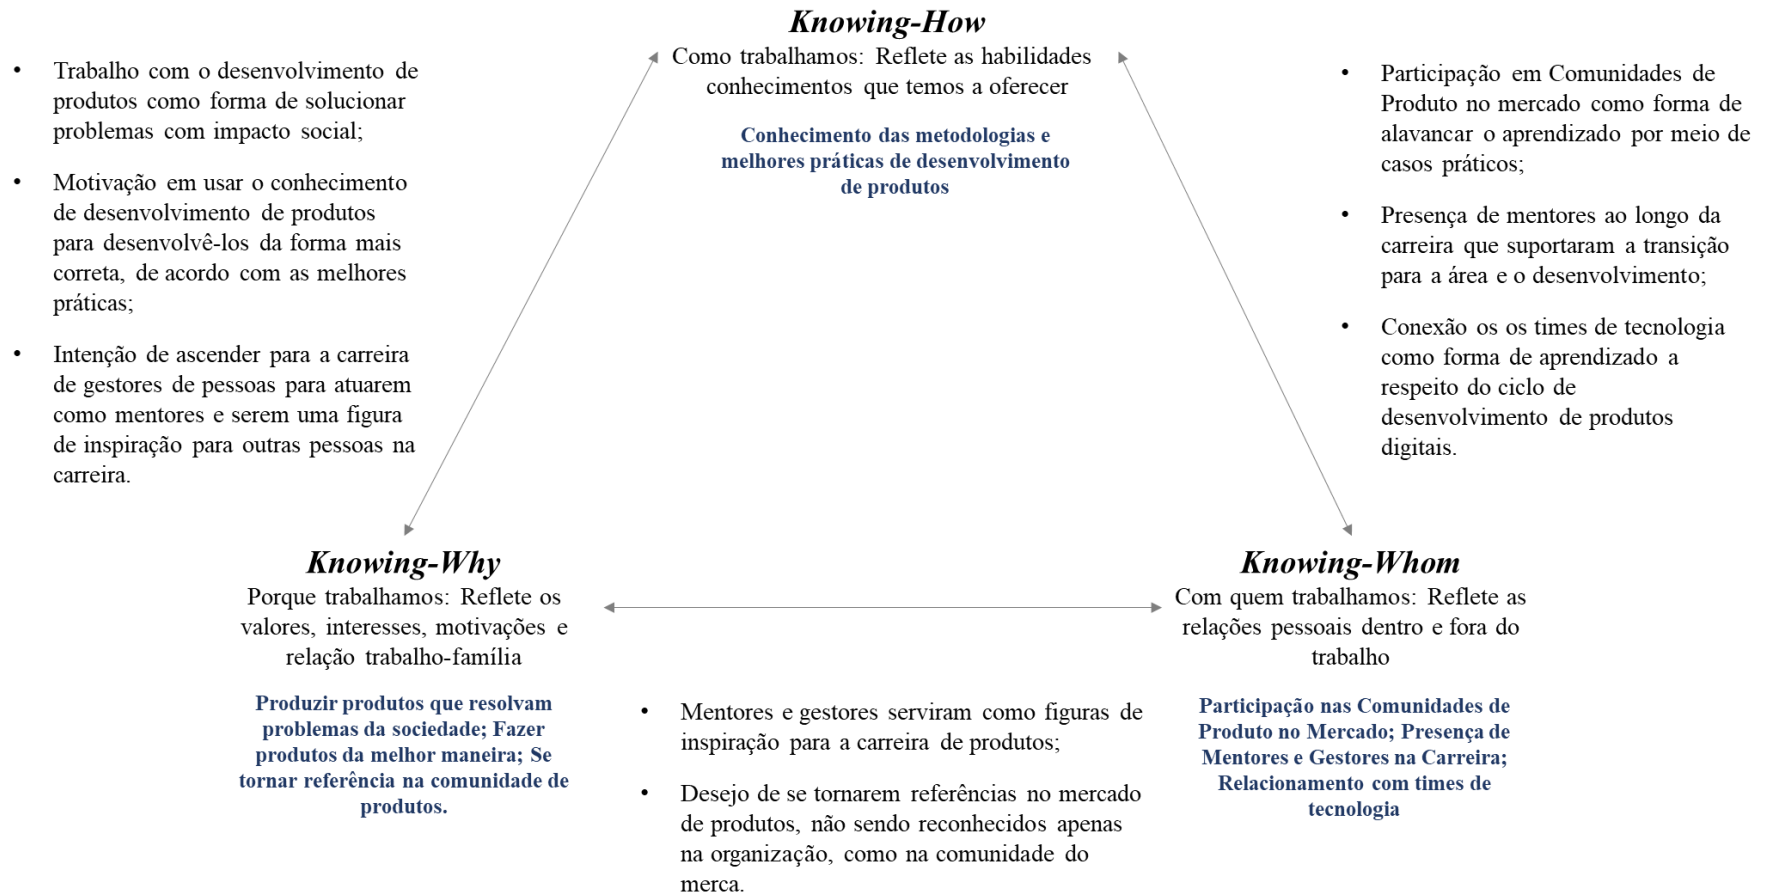 Knowing-How
Como trabalhamos: Reflete as habilidades
conhecimentos que temos a oferecer
Conhecimento das metodologias e
melhores práticas de desenvolvimento
de produtos
• Trabalho com o desenvolvimento de
produtos como forma de solucionar
problemas com impacto social;
• Motivação em usar o conhecimento
de desenvolvimento de produtos
para desenvolvê-los da forma mais
correta, de acordo com as melhores
práticas;
• Intenção de ascender para a carreira
de gestores de pessoas para atuarem
como mentores e serem uma figura
de inspiração para outras pessoas na
carreira.
• Participação em Comunidades de
Produto no mercado como forma de
alavancar o aprendizado por meio de
casos práticos;
• Presença de mentores ao longo da
carreira que suportaram a transição
para a área e o desenvolvimento;
• Conexão os os times de tecnologia
como forma de aprendizado a
respeito do ciclo de
desenvolvimento de produtos
digitais.
Knowing-Why
Porque trabalhamos: Reflete os
valores, interesses, motivações e
relação trabalho-família
Produzir produtos que resolvam
problemas da sociedade; Fazer
produtos da melhor maneira; Se
tornar referência na comunidade de
produtos.
• Mentores e gestores serviram como figuras de
inspiração para a carreira de produtos;
• Desejo de se tornarem referências no mercado
de produtos, não sendo reconhecidos apenas
na organização, como na comunidade do
merca.
Knowing-Whom
Com quem trabalhamos: Reflete as
relações pessoais dentro e fora do
trabalho
Participação nas Comunidades de
Produto no Mercado; Presença de
Mentores e Gestores na Carreira;
Relacionamento com times de
tecnologia